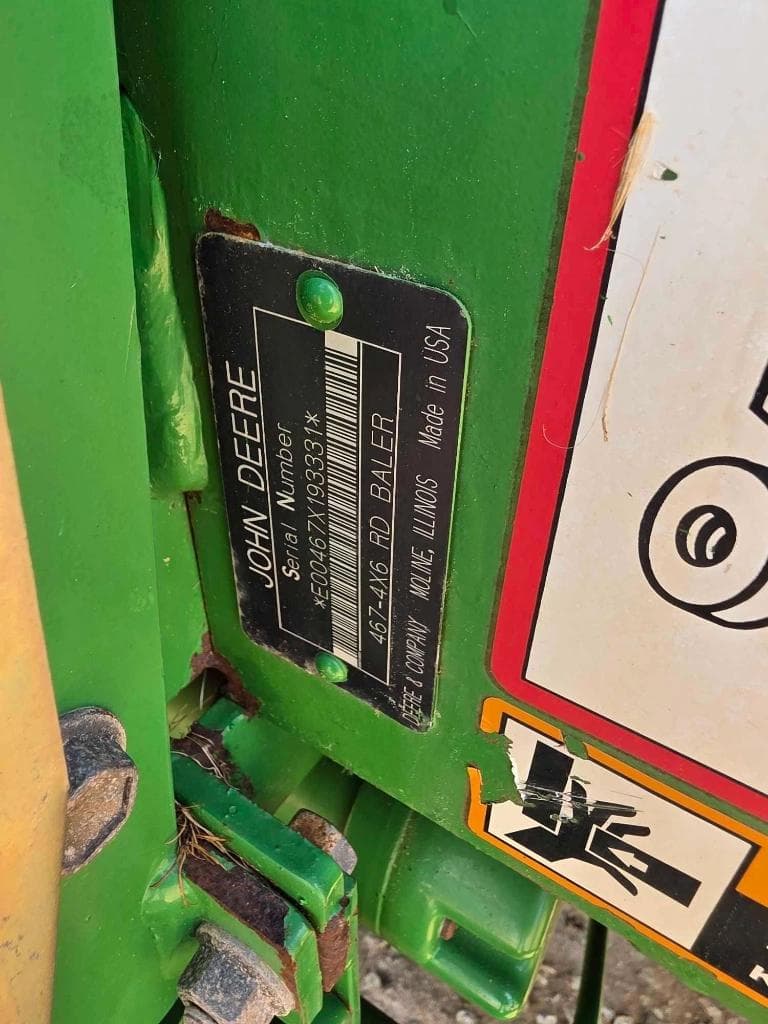 JOHN DEERE
Serial Number
*E00467X193331*
467-4X6 RD BALER
DEERE & COMPANY MOLINE, ILLINOIS Made in USA